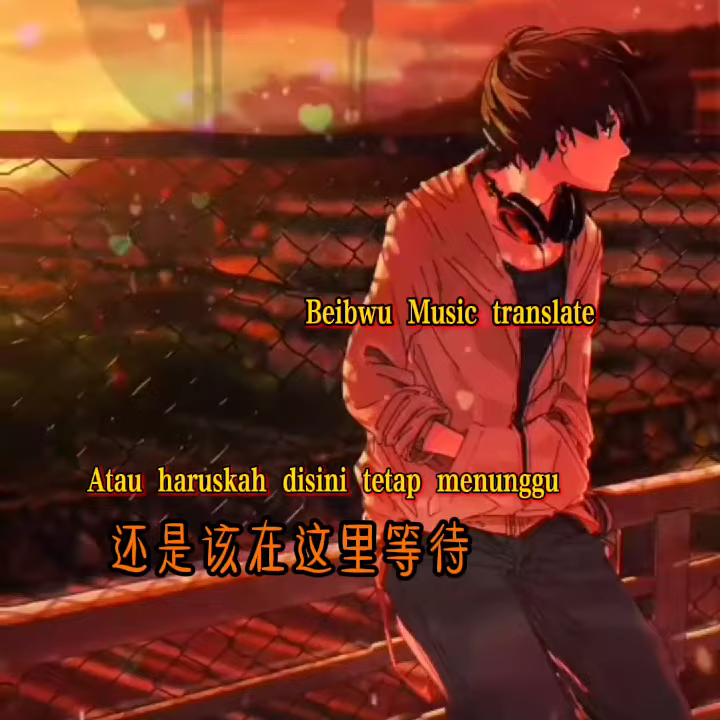 Beibwu Music translate
Atau haruskah disini tetap menunggu
还是该在这里等待